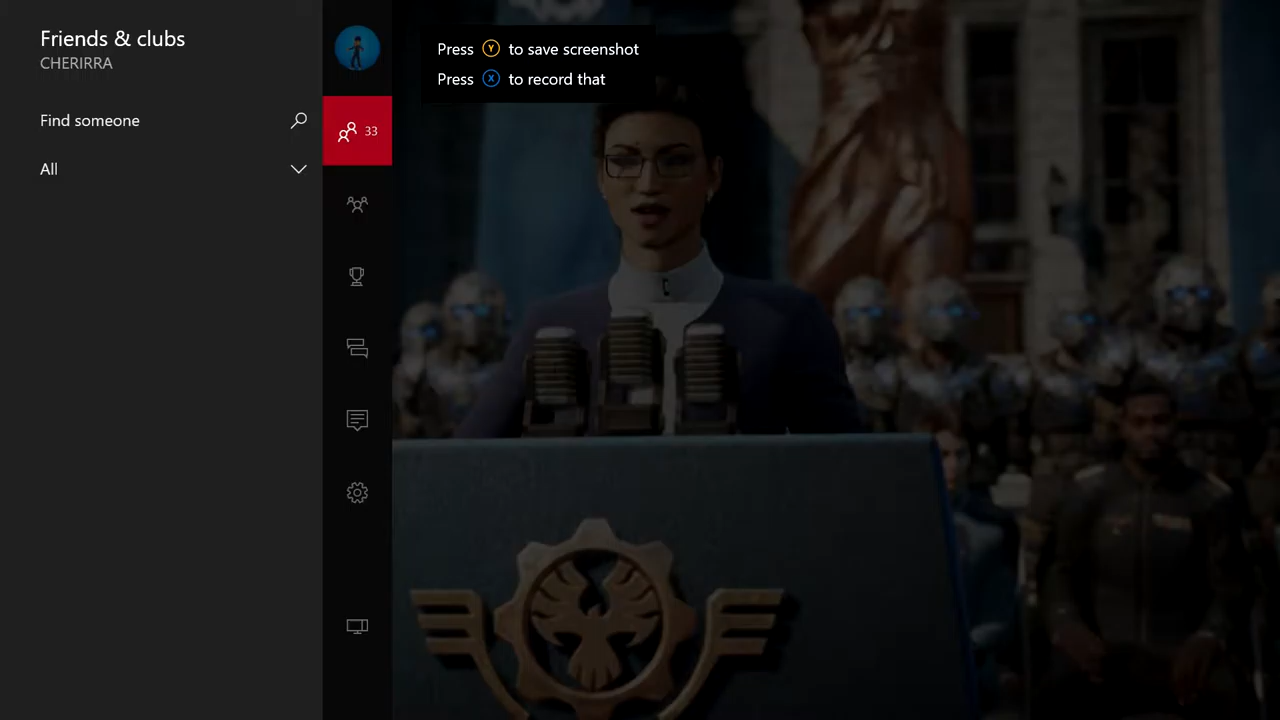 Friends & clubs
CHERIRRA
Find someone
All
33
Press Y to save screenshot
Press X to record that